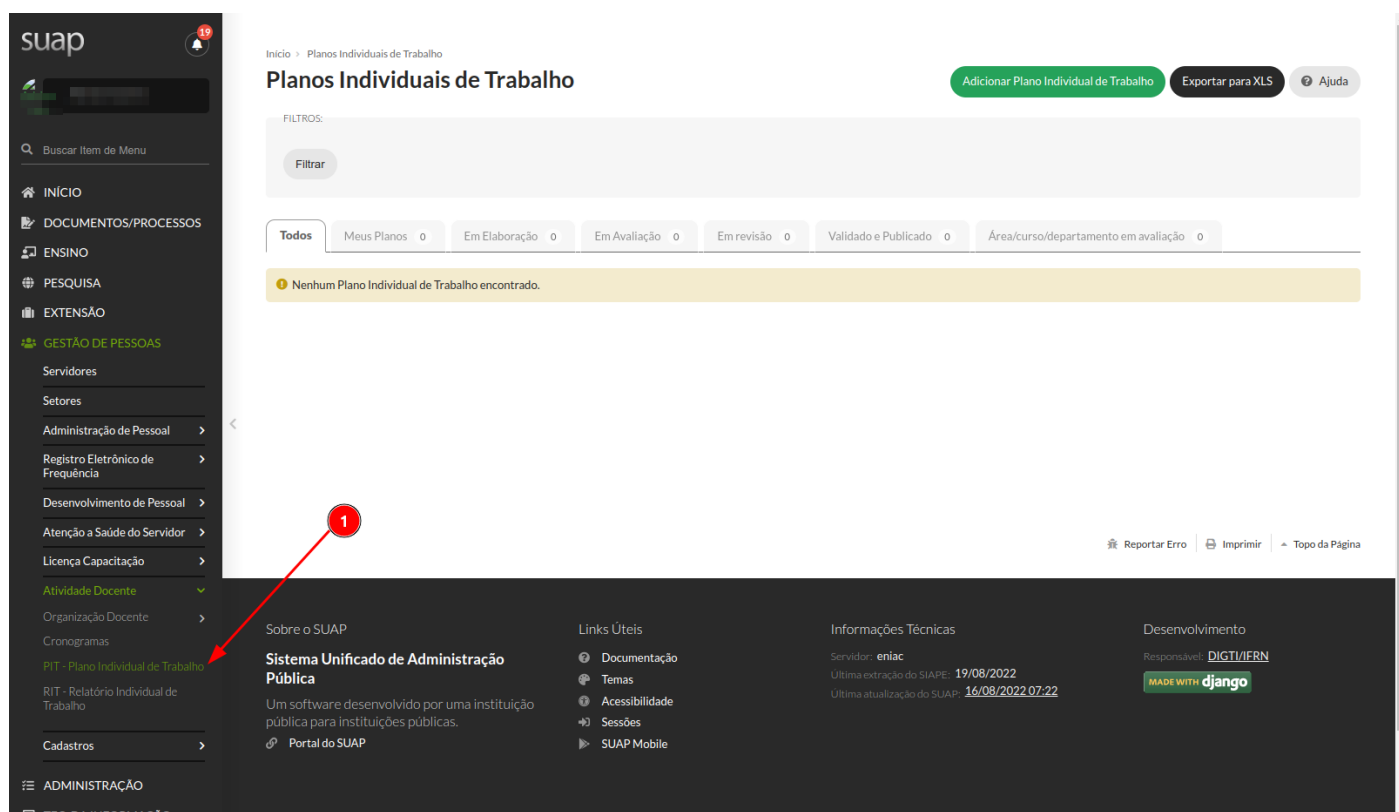 suap
19
Buscar Item de Menu
INÍCIO
DOCUMENTOS/PROCESSOS
ENSINO
PESQUISA
EXTENSÃO
GESTÃO DE PESSOAS
Servidores
Setores
Administração de Pessoal
Registro Eletrônico de
Frequência
Desenvolvimento de Pessoal
Atenção a Saúde do Servidor
Licença Capacitação
Atividade Docente
Organização Docente
Cronogramas
PIT - Plano Individual de Trabalho
RIT - Relatório Individual de
Trabalho
Cadastros
ADMINISTRAÇÃO
Início > Planos Individuais de Trabalho
Planos Individuais de Trabalho
Adicionar Plano Individual de Trabalho
Exportar para XLS
Ajuda
FILTROS:
Filtrar
Todos
Meus Planos 0
Em Elaboração 0
Em Avaliação 0
Em revisão 0
Validado e Publicado 0
Área/curso/departamento em avaliação 0
Nenhum Plano Individual de Trabalho encontrado.
1
Reportar Erro
Imprimir
Topo da Página
Sobre o SUAP
Sistema Unificado de Administração
Pública
Um software desenvolvido por uma instituição
pública para instituições públicas.
Portal do SUAP
Links Úteis
Documentação
Temas
Acessibilidade
Sessões
SUAP Mobile
Informações Técnicas
Servidor: eniac
Última extração do SIAPE: 19/08/2022
Última atualização do SUAP: 16/08/2022 07:22
Desenvolvimento
Responsável: DIGTI/IFRN
MADE WITH django